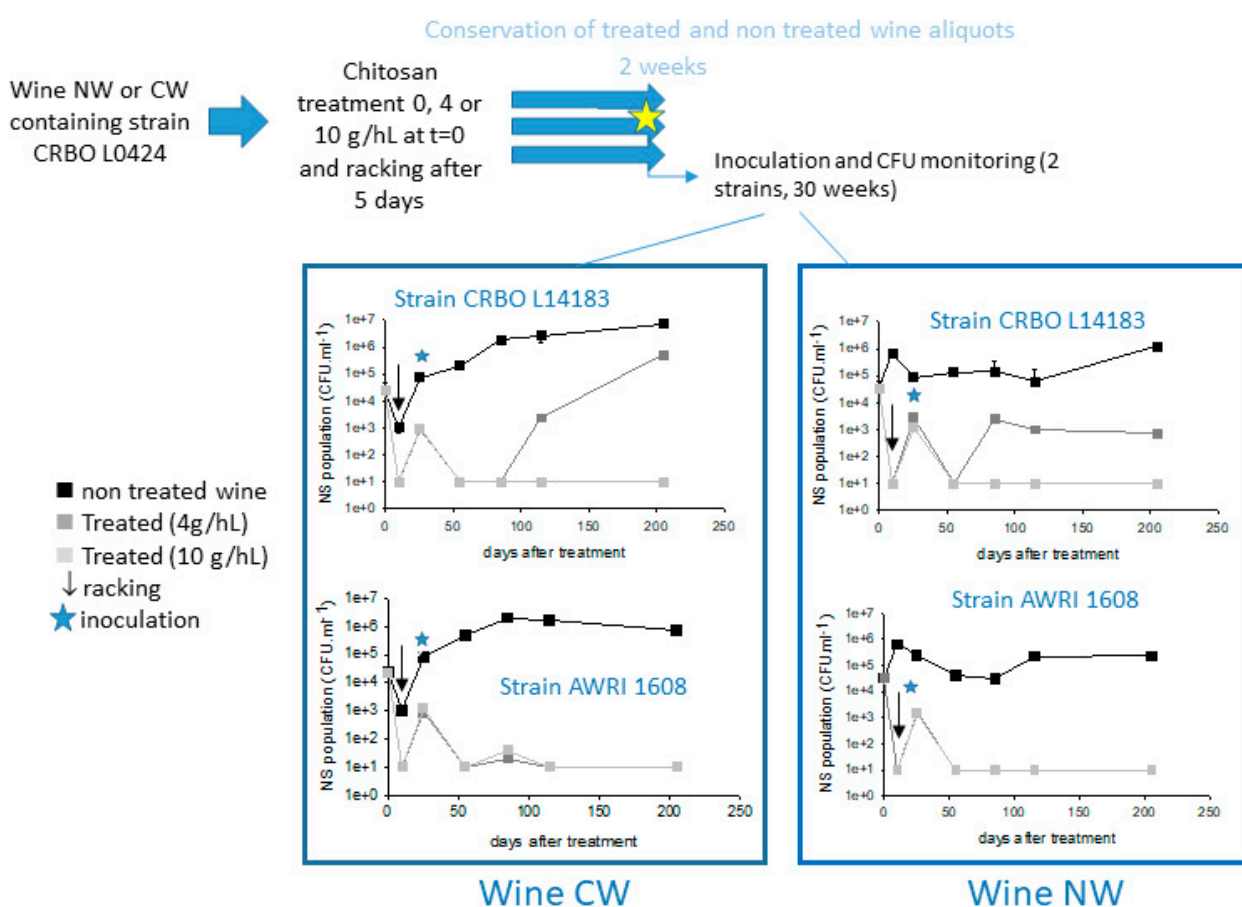 Conservation of treated and non treated wine aliquots
2 weeks
Wine NW or CW
containing strain
CRBO L0424
Chitosan
treatment 0, 4 or
10 g/hL at t=0
and racking after
5 days
Inoculation and CFU monitoring (2
strains, 30 weeks)
non treated wine
Treated (4g/hL)
Treated (10 g/hL)
racking
inoculation
Strain CRBO L14183
NS population (CFU.ml-1)
1e+7
1e+6
1e+5
1e+4
1e+3
1e+2
1e+1
1e+0
0 50 100 150 200 250
days after treatment
Strain AWRI 1608
NS population (CFU.ml-1)
1e+7
1e+6
1e+5
1e+4
1e+3
1e+2
1e+1
1e+0
0 50 100 150 200 250
days after treatment
Wine CW
Strain CRBO L14183
NS population (CFU.ml-1)
1e+7
1e+6
1e+5
1e+4
1e+3
1e+2
1e+1
1e+0
0 50 100 150 200 250
days after treatment
Strain AWRI 1608
NS population (CFU.ml-1)
1e+7
1e+6
1e+5
1e+4
1e+3
1e+2
1e+1
1e+0
0 50 100 150 200 250
days after treatment
Wine NW